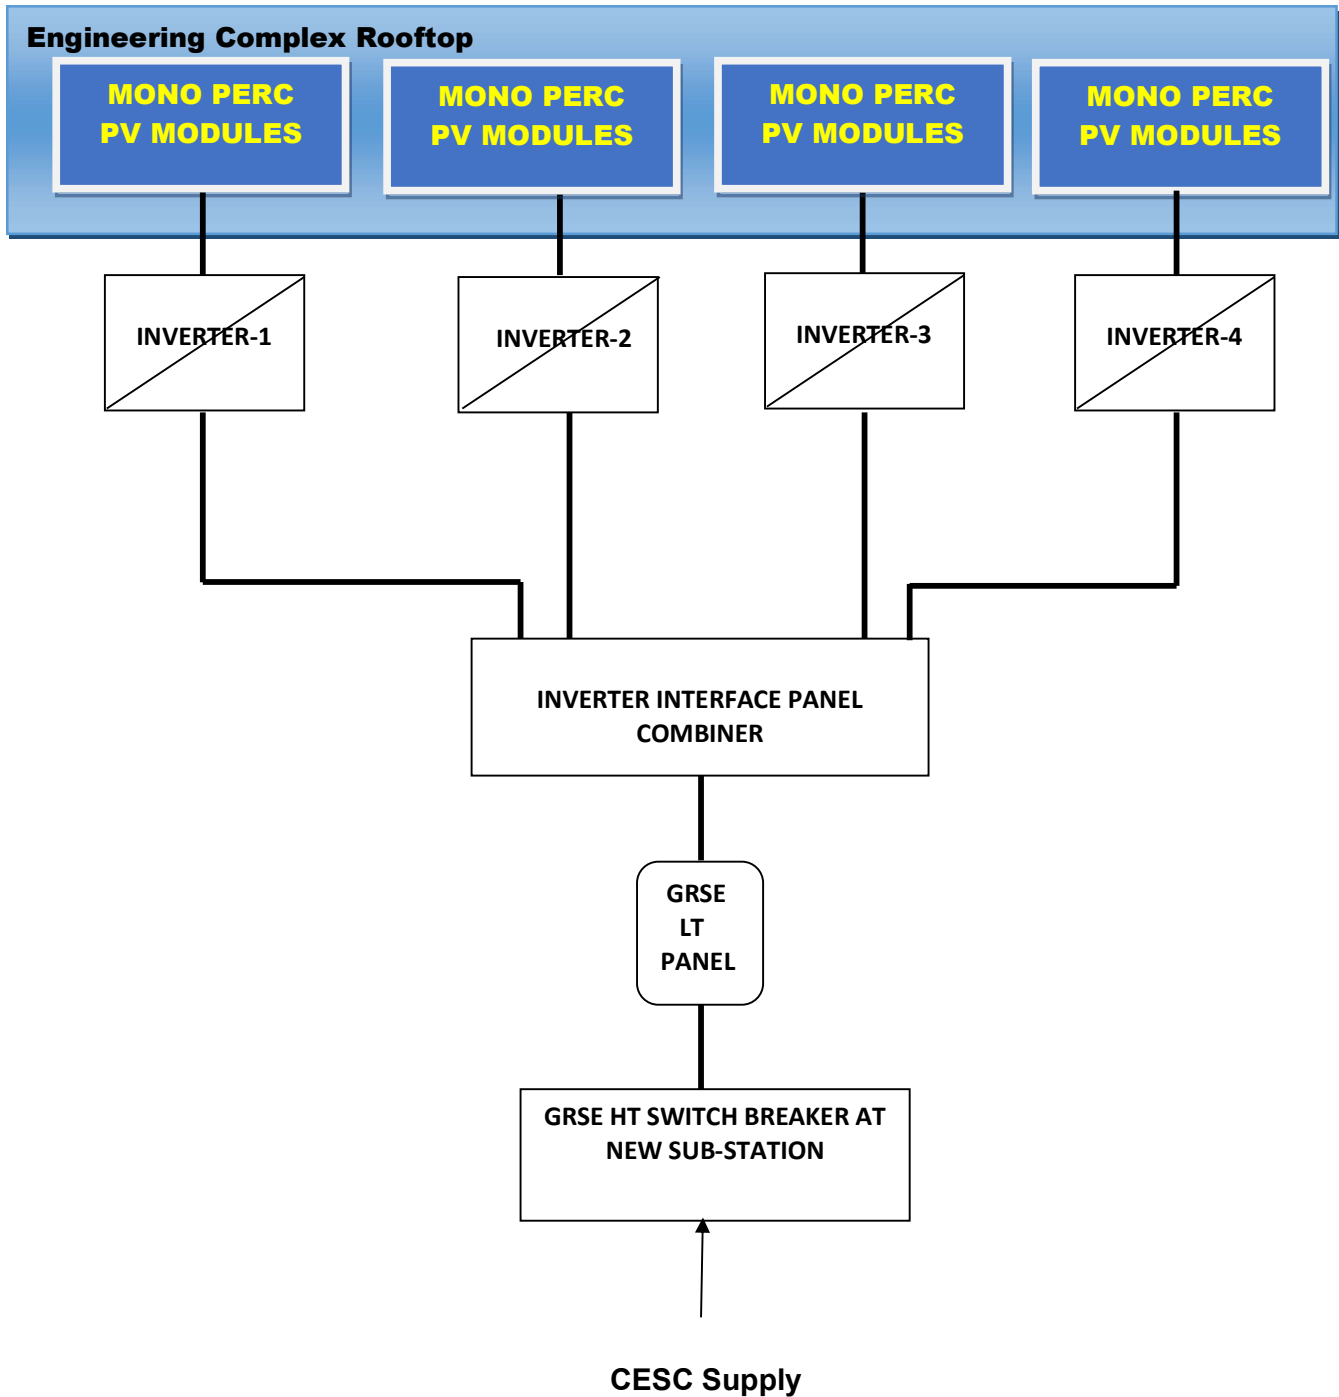 Engineering Complex Rooftop
MONO PERC
PV MODULES
MONO PERC
PV MODULES
MONO PERC
PV MODULES
MONO PERC
PV MODULES
INVERTER-1
INVERTER-2
INVERTER-3
INVERTER-4
INVERTER INTERFACE PANEL
COMBINER
GRSE
LT
PANEL
GRSE HT SWITCH BREAKER AT
NEW SUB-STATION
CESC Supply